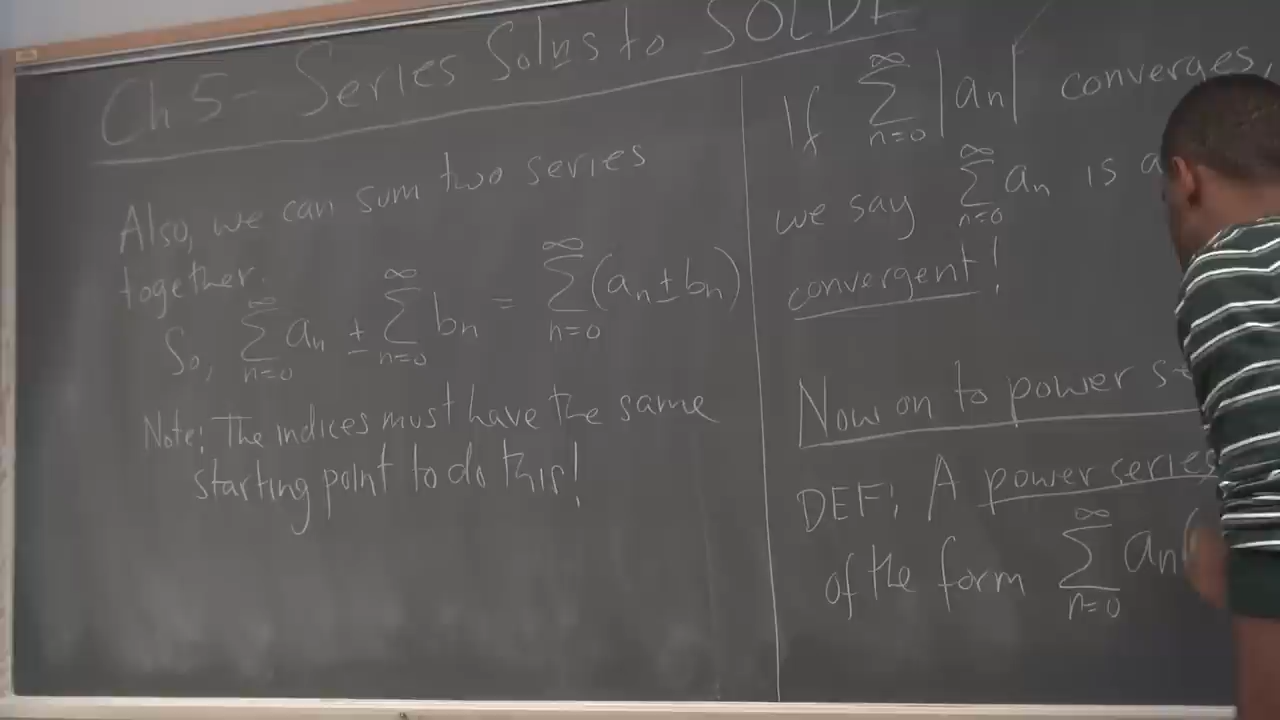 Ch 5 - Series Solns to SOLDE
Also, we can sum two series
together.
So, ∞∑n=0 an ± ∞∑n=0 bn = ∞∑n=0 (an ± bn)
Note: The indices must have the same
starting point to do this!
If ∞∑n=0 |an| converges,
we say ∞∑n=0 an is
convergent!
Now on to power
DEF: A power series
of the form ∞∑n=0 an(